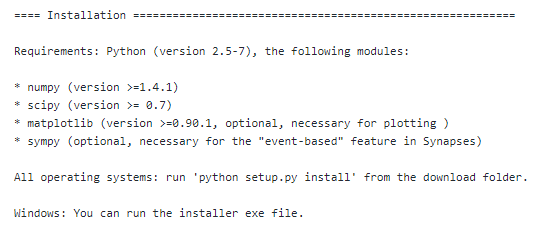 ==== Installation ==========================================================
Requirements: Python (version 2.5-7), the following modules:
* numpy (version >=1.4.1)
* scipy (version >= 0.7)
* matplotlib (version >=0.90.1, optional, necessary for plotting )
* sympy (optional, necessary for the "event-based" feature in Synapses)
All operating systems: run 'python setup.py install' from the download folder.
Windows: You can run the installer exe file.